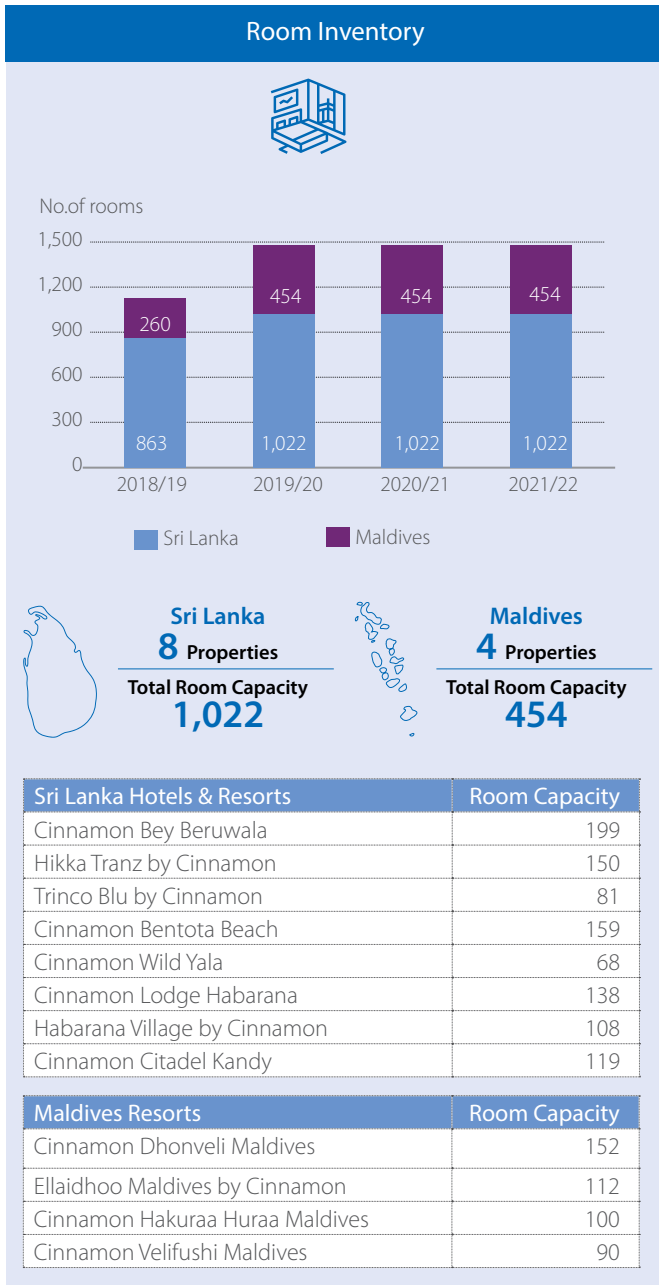 Room Inventory
No.of rooms
1,500
1,200
900
600
300
0
260 454 454 454
863 1,022 1,022 1,022
2018/19 2019/20 2020/21 2021/22
Sri Lanka Maldives
Sri Lanka
8 Properties
Total Room Capacity
1,022
Maldives
4 Properties
Total Room Capacity
454
Sri Lanka Hotels & Resorts Room Capacity
Cinnamon Bey Beruwala 199
Hikka Tranz by Cinnamon 150
Trinco Blu by Cinnamon 81
Cinnamon Bentota Beach 159
Cinnamon Wild Yala 68
Cinnamon Lodge Habarana 138
Habarana Village by Cinnamon 108
Cinnamon Citadel Kandy 119
Maldives Resorts Room Capacity
Cinnamon Dhonveli Maldives 152
Ellaidhoo Maldives by Cinnamon 112
Cinnamon Hakuraa Huraa Maldives 100
Cinnamon Velifushi Maldives 90